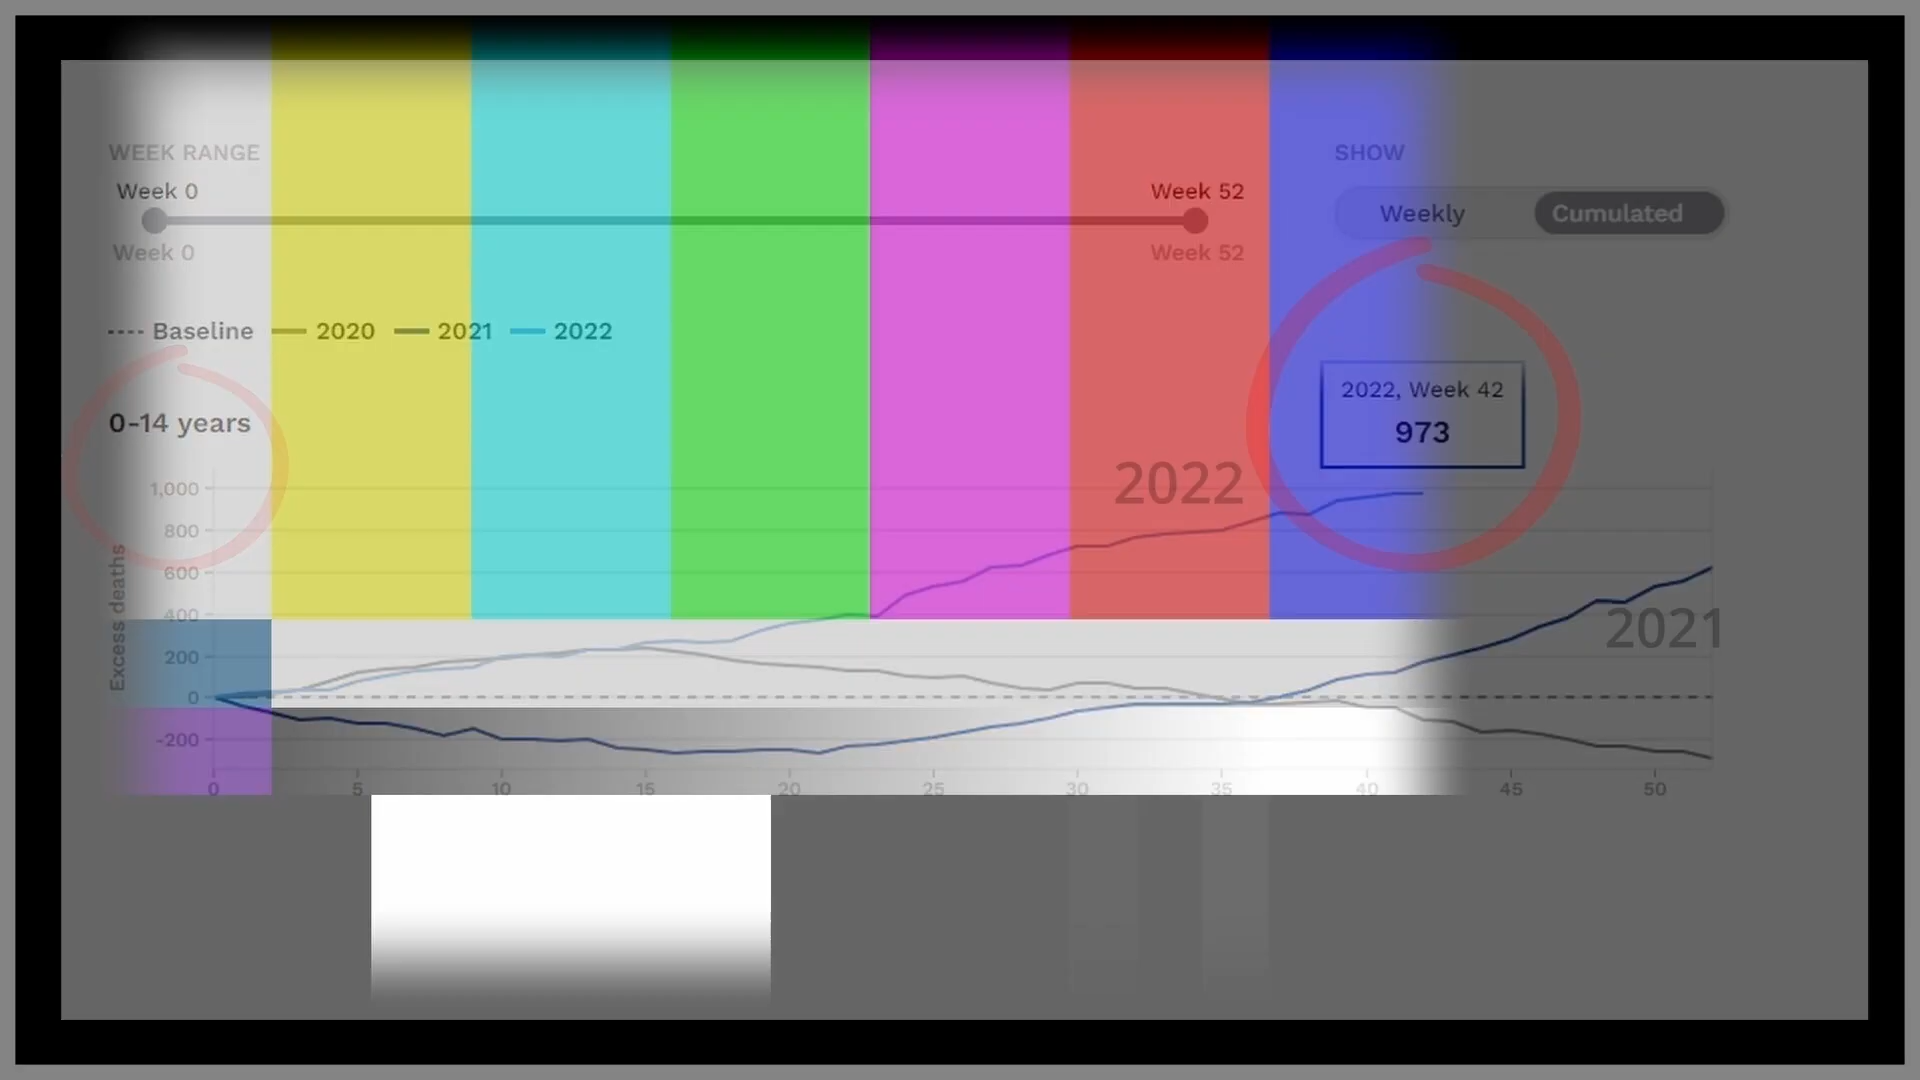 WEEK RANGE
SHOW
Week 0
Week 52
Weekly
Cumulated
Week 0
Week 52
Baseline 2020 2021 2022
2022, Week 42
973
0-14 years
2022
1,000
800
600
400
200
0
-200
Excess deaths
2021
0 5 10 15 20 25 30 35 40 45 50